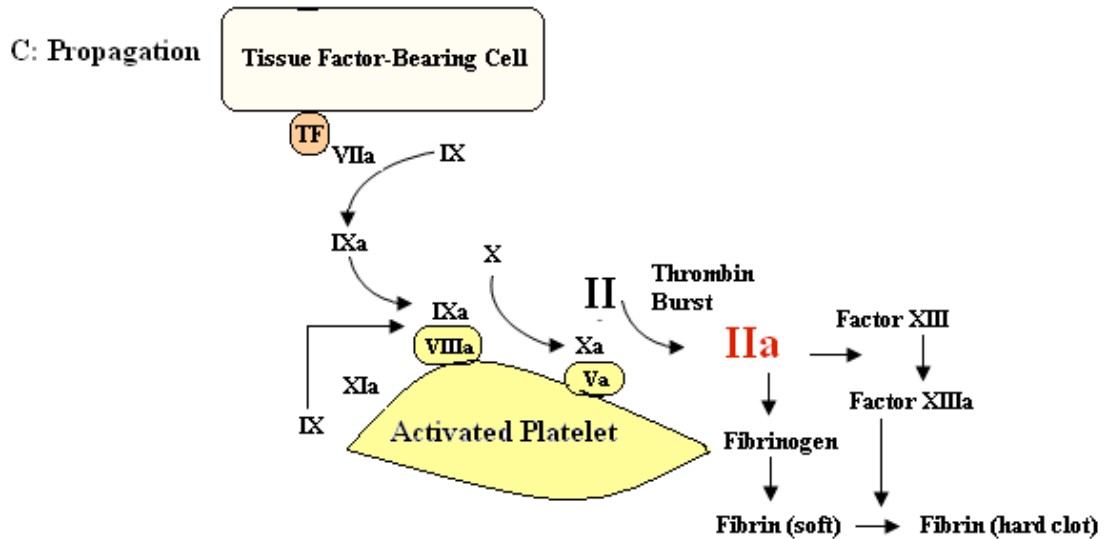 C: Propagation
Tissue Factor-Bearing Cell
TF
VIIa
IX
IXa
X
II
Thrombin
Burst
IXa
VIIIa
Xa
Va
IIa
Factor XIII
XIa
IX
Activated Platelet
Factor XIIIa
Fibrinogen
Fibrin (soft)
Fibrin (hard clot)